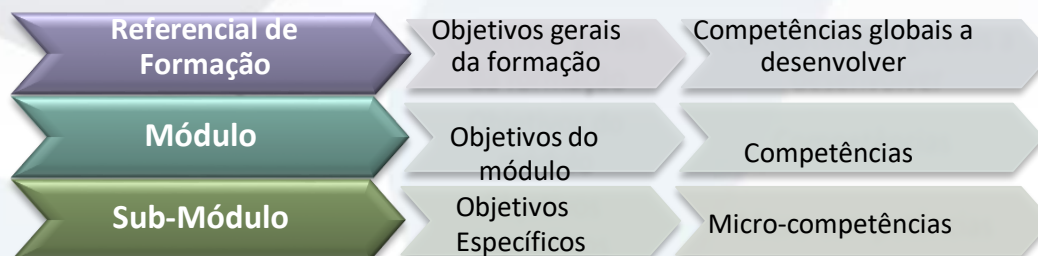 Referencial de
Formação
Objetivos gerais
da formação
Competências globais a
desenvolver
Módulo
Objetivos do
módulo
Competências
Sub-Módulo
Objetivos
Específicos
Micro-competências